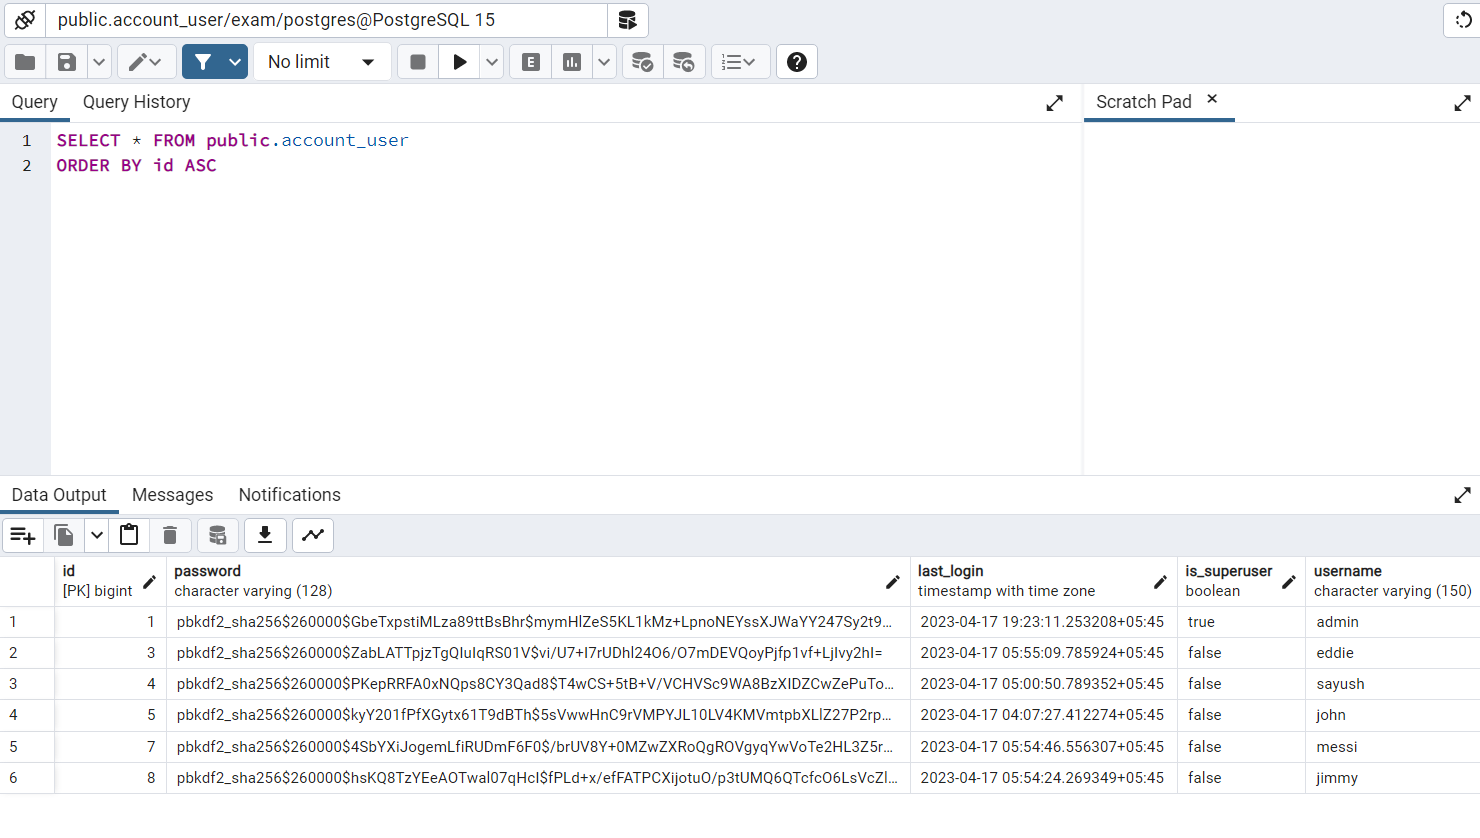 public.account_user/exam/postgres@PostgreSQL 15
No limit
E
Query Query History
Scratch Pad
1 SELECT * FROM public.account_user
2 ORDER BY id ASC
Data Output Messages Notifications
id password last_login is_superuser username
[PK] bigint character varying (128) timestamp with time zone boolean character varying (150)
1 1 pbkdf2_sha256$260000$GbeTxpstiMLza89ttBsBhr$mymHlZeS5KL1kMz+LpnoNEYssXJWaYY247Sy2t9... 2023-04-17 19:23:11.253208+05:45 true admin
2 3 pbkdf2_sha256$260000$ZabLATTpjzTgQIuIqRS01V$vi/U7+I7rUDhl24O6/O7mDEVQoyPjfp1vf+LjIvy2hI= 2023-04-17 05:55:09.785924+05:45 false eddie
3 4 pbkdf2_sha256$260000$PKepRRFA0xNQps8CY3Qad8$T4wCS+5tB+V/VCHVSc9WA8BzXIDZCwZePuTo... 2023-04-17 05:00:50.789352+05:45 false sayush
4 5 pbkdf2_sha256$260000$kyY201fPfXGytx61T9dBTh$5sVwwHnC9rVMPYJL10LV4KMVmtpbXLlZ27P2rp... 2023-04-17 04:07:27.412274+05:45 false john
5 7 pbkdf2_sha256$260000$4SbYXiJogemLfiRUDmF6F0$/brUV8Y+0MZwZXRoQgROVgyqYwVoTe2HL3Z5r... 2023-04-17 05:54:46.556307+05:45 false messi
6 8 pbkdf2_sha256$260000$hsKQ8TzYEeAOTwal07qHcI$fPLd+x/efFATPCXijotuO/p3tUMQ6QTcfcO6LsVcZl... 2023-04-17 05:54:24.269349+05:45 false jimmy